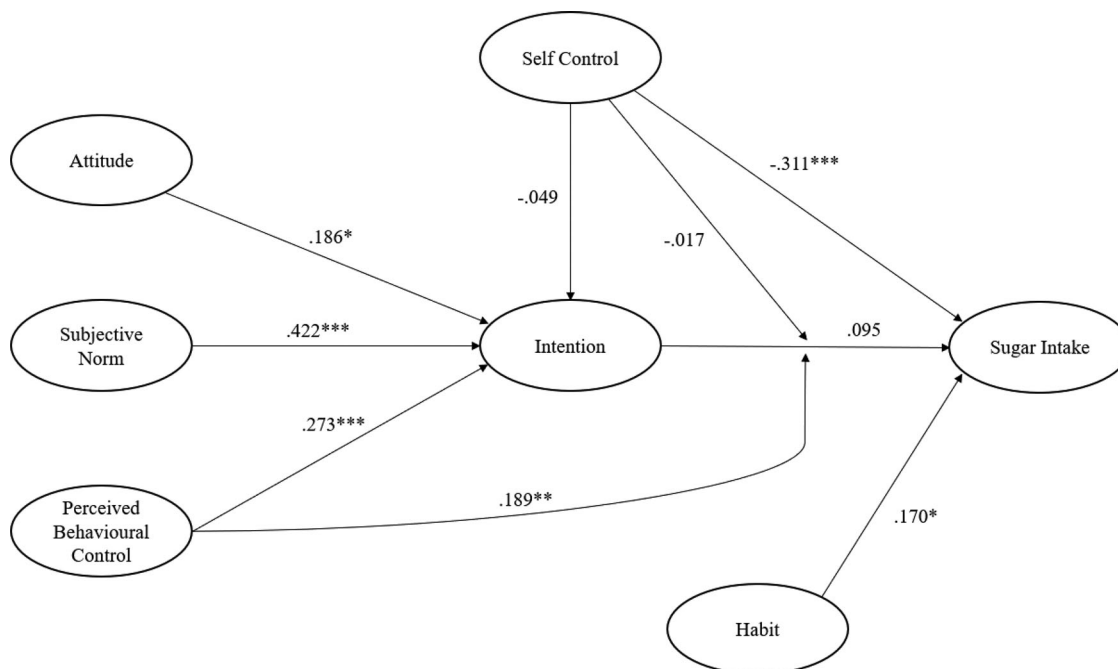 Self Control
Attitude
-.311***
-.049
.186*
-.017
Subjective
Norm
.422***
Intention
.095
Sugar Intake
.273***
Perceived
Behavioural
Control
.189**
.170*
Habit